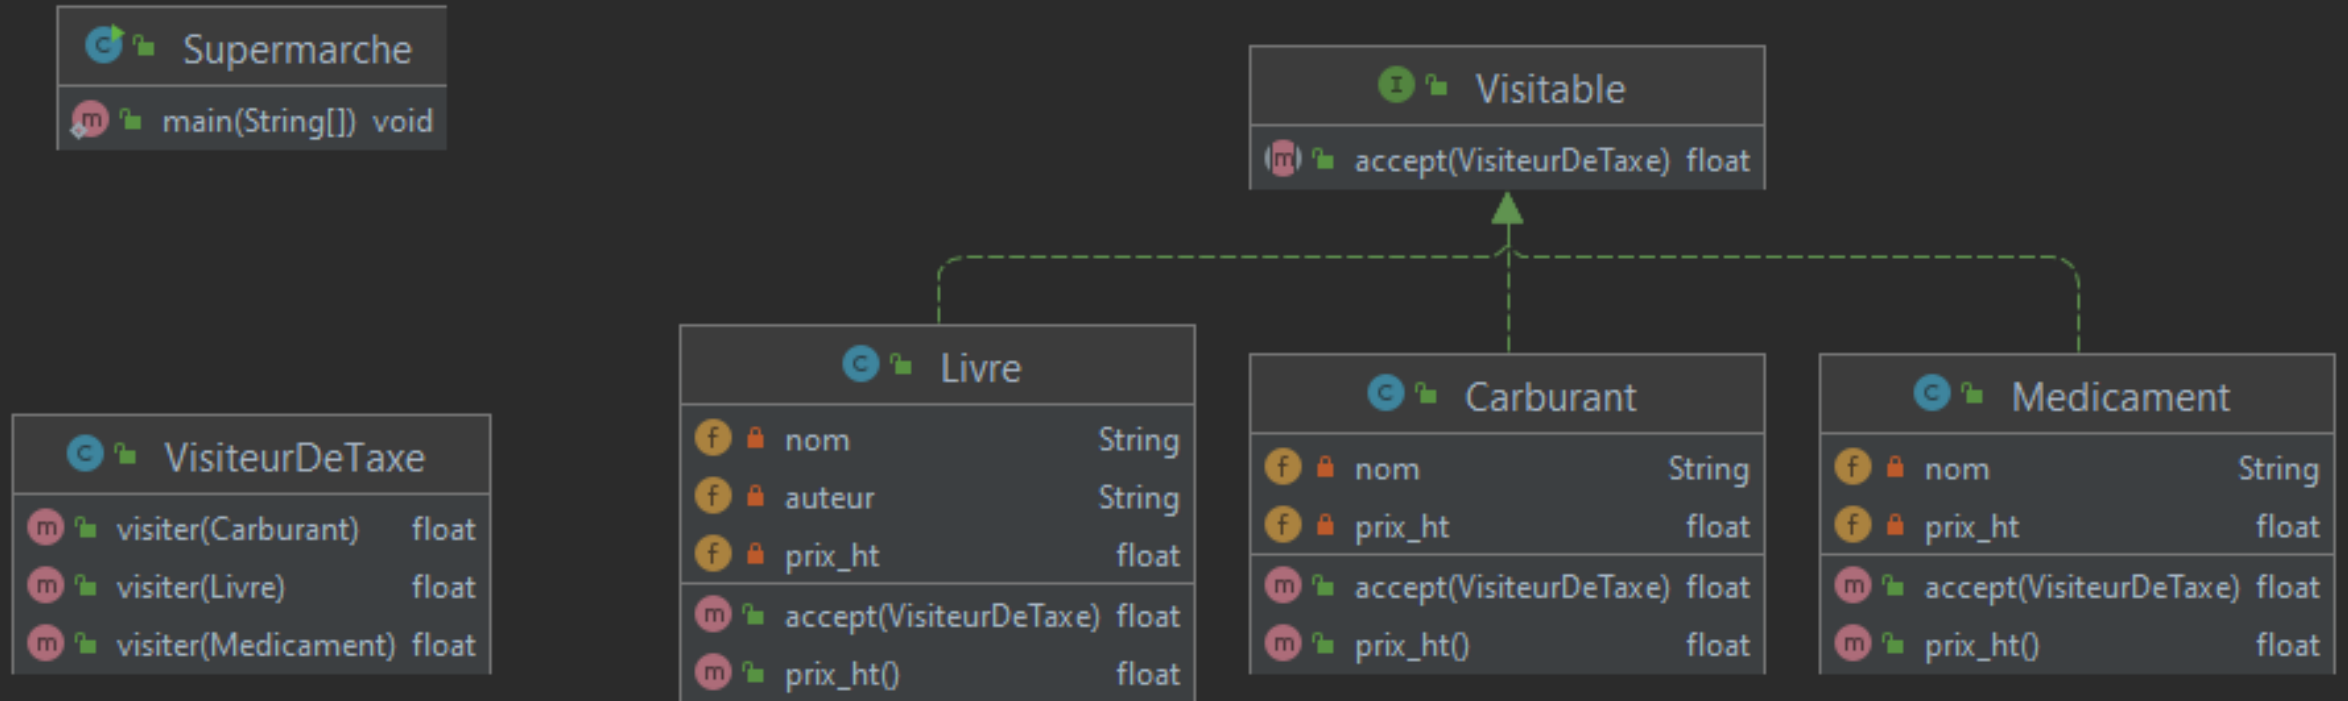 Supermarche
main(String[]) void
Visitable
accept(VisiteurDeTaxe) float
VisiteurDeTaxe
visiter(Carburant) float
visiter(Livre) float
visiter(Medicament) float
Livre
nom String
auteur String
prix_ht float
accept(VisiteurDeTaxe) float
prix_ht() float
Carburant
nom String
prix_ht float
accept(VisiteurDeTaxe) float
prix_ht() float
Medicament
nom String
prix_ht float
accept(VisiteurDeTaxe) float
prix_ht() float